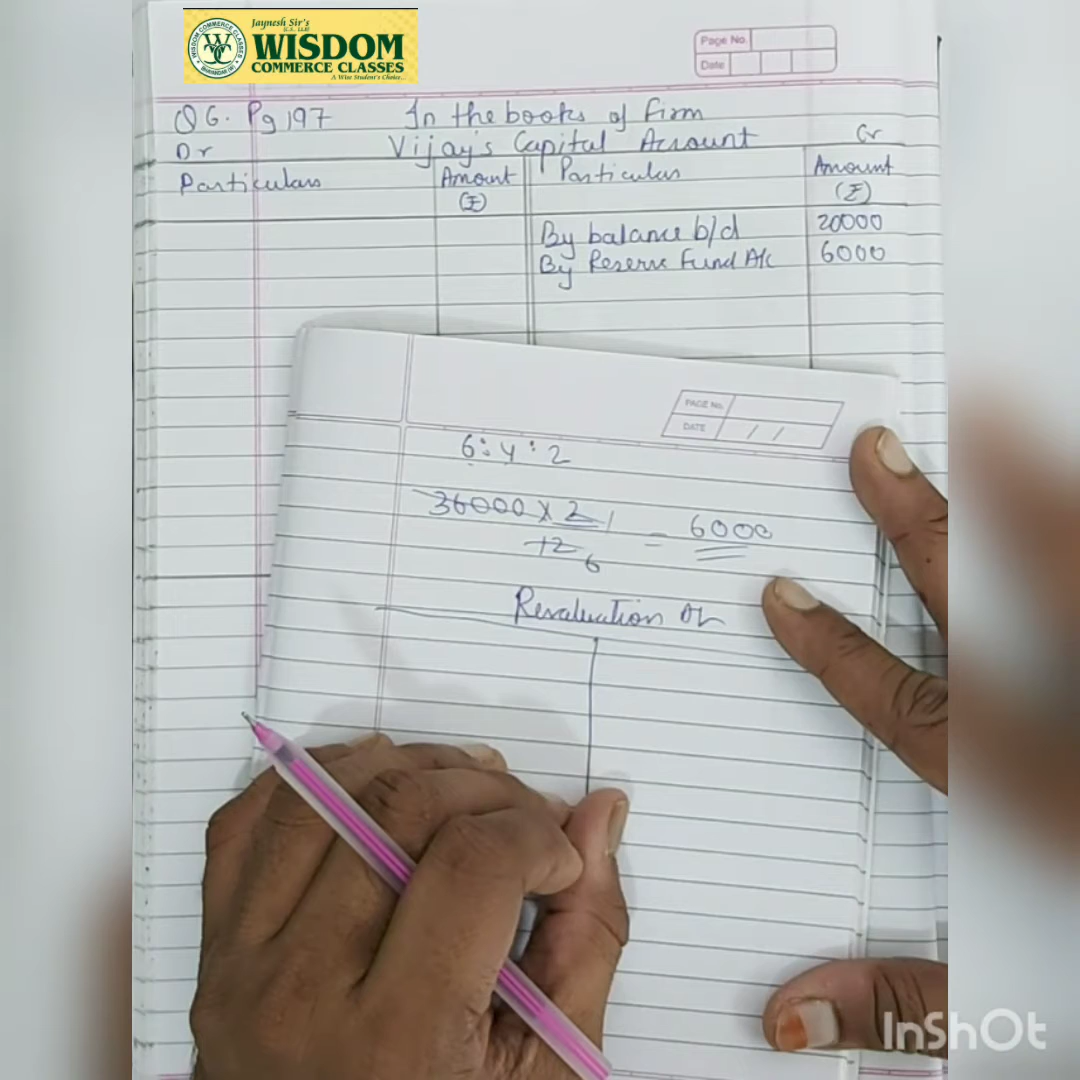 Jaynesh Sir's
WISDOM
COMMERCE CLASSES
A Wise Student's Choice...
Page No.
Date
Q6. Pg 197 In the books of Firm
Dr Vijay's Capital Account Cr
Particulars Amount (₹) Particulars Amount (₹)
By balance b/d 20000
By Reserve Fund A/c 6000
PAGE No.
DATE / /
6:4:2
36000 x 2 1 = 6000
12 6
Revaluation A/c
InShOt